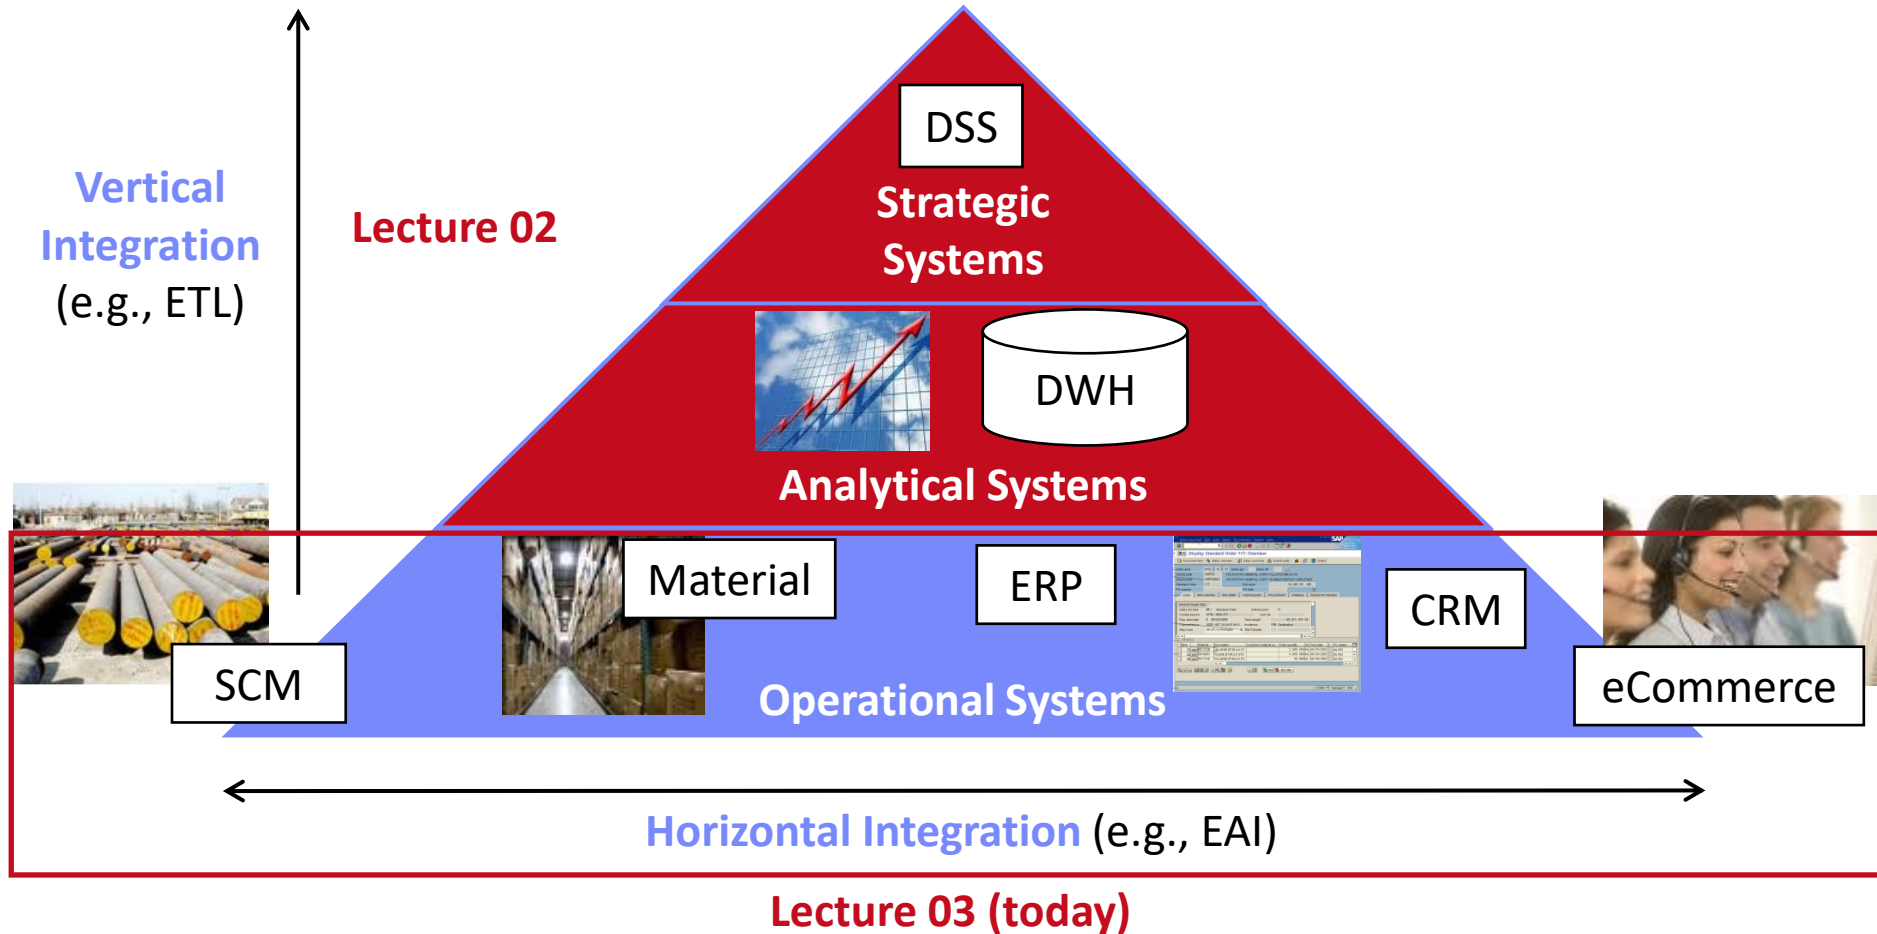 DSS
Strategic
Systems
Vertical
Integration
(e.g., ETL)
Lecture 02
DWH
Analytical Systems
SAP
Material
ERP
CRM
SCM
eCommerce
Operational Systems
Horizontal Integration (e.g., EAI)
Lecture 03 (today)